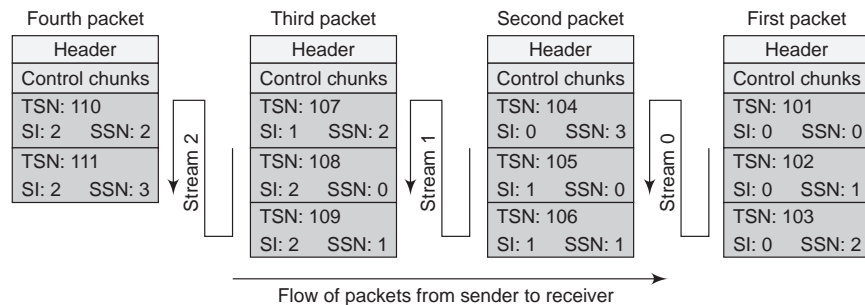 Fourth packet
Header
Control chunks
TSN: 110
SI: 2 SSN: 2
TSN: 111
SI: 2 SSN: 3
Stream 2
Third packet
Header
Control chunks
TSN: 107
SI: 1 SSN: 2
TSN: 108
SI: 2 SSN: 0
TSN: 109
SI: 2 SSN: 1
Stream 1
Second packet
Header
Control chunks
TSN: 104
SI: 0 SSN: 3
TSN: 105
SI: 1 SSN: 0
TSN: 106
SI: 1 SSN: 1
Stream 0
First packet
Header
Control chunks
TSN: 101
SI: 0 SSN: 0
TSN: 102
SI: 0 SSN: 1
TSN: 103
SI: 0 SSN: 2
Flow of packets from sender to receiver